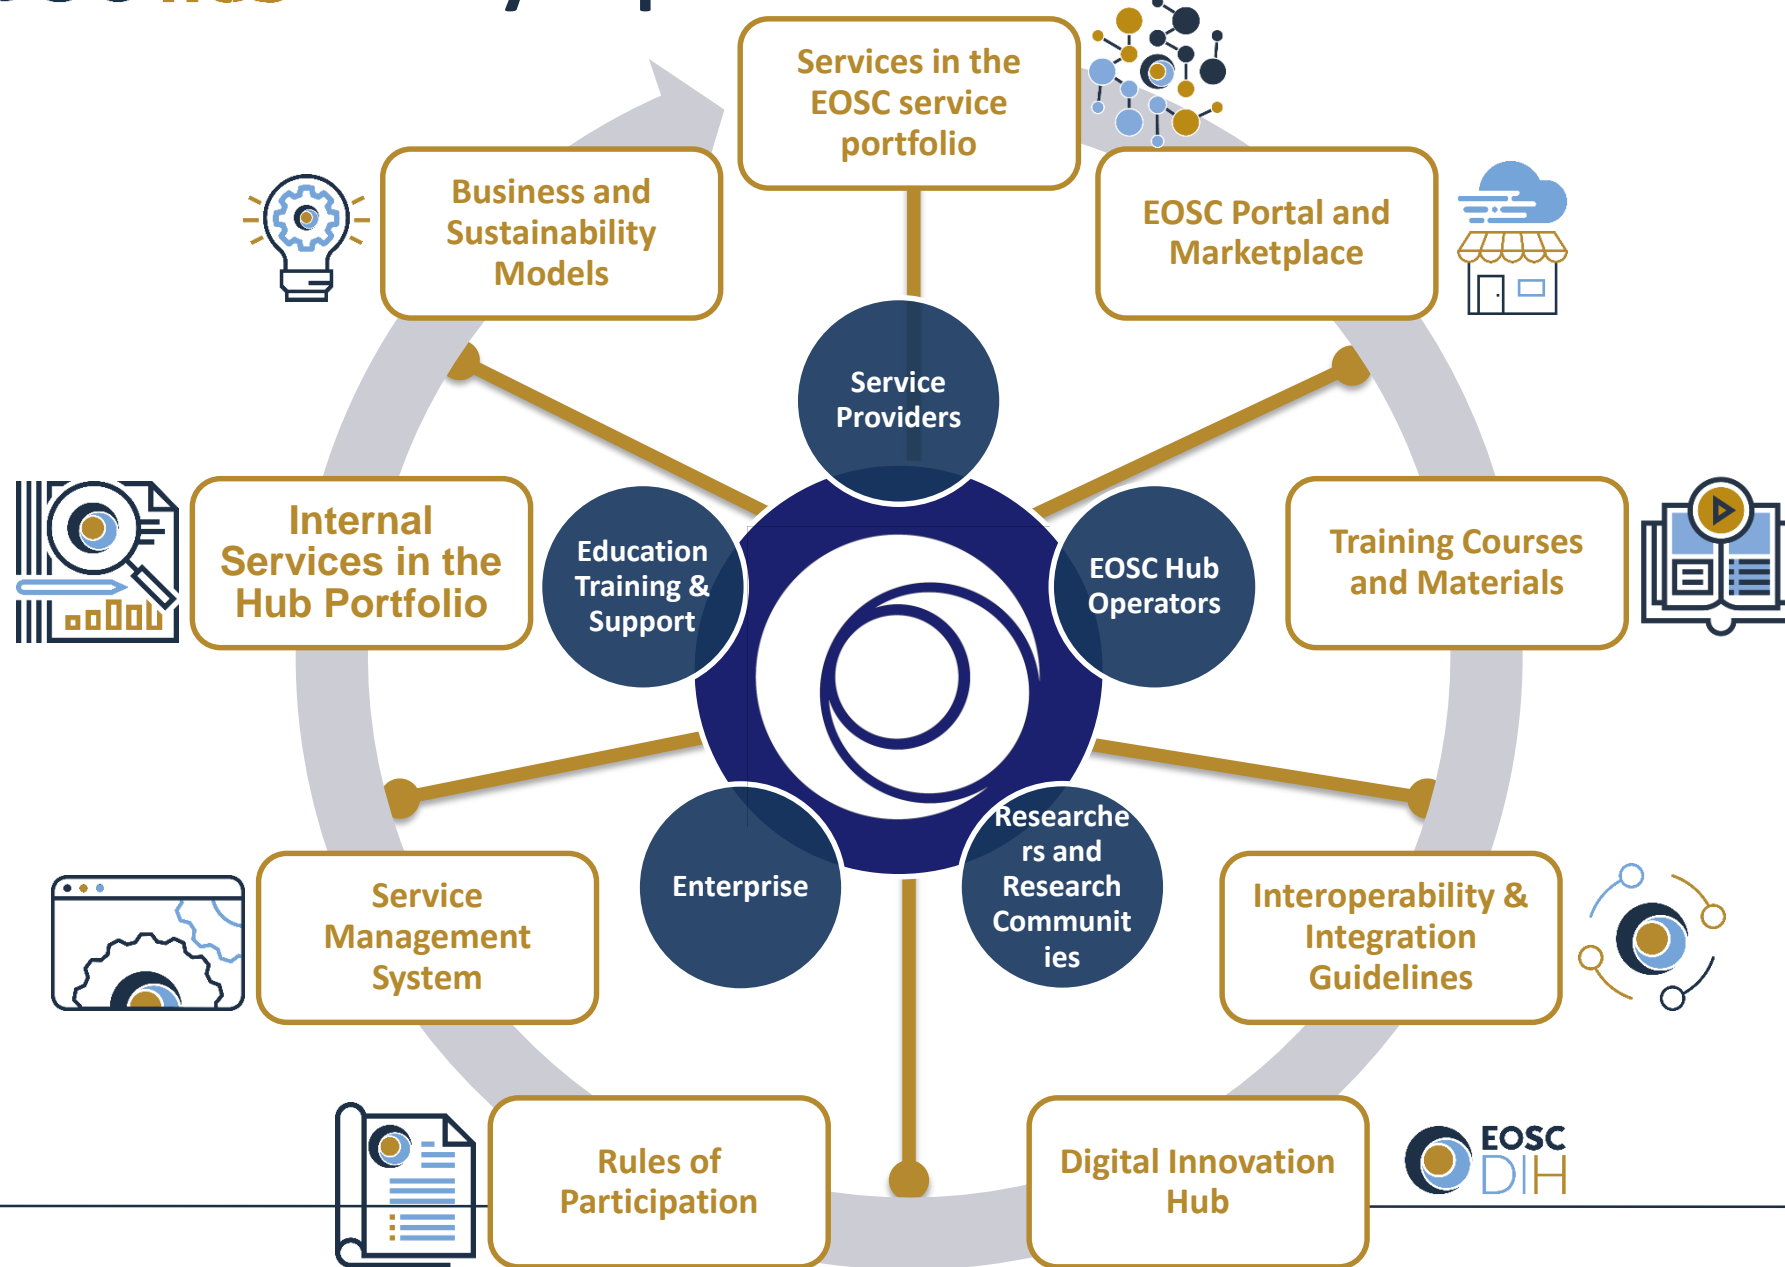 Services in the
EOSC service
portfolio
Business and
Sustainability
Models
EOSC Portal and
Marketplace
Service
Providers
Internal
Services in the
Hub Portfolio
Education
Training &
Support
EOSC Hub
Operators
Training Courses
and Materials
Service
Management
System
Enterprise
Researche
rs and
Research
Communit
ies
Interoperability &
Integration
Guidelines
Rules of
Participation
Digital Innovation
Hub
EOSC
DIH